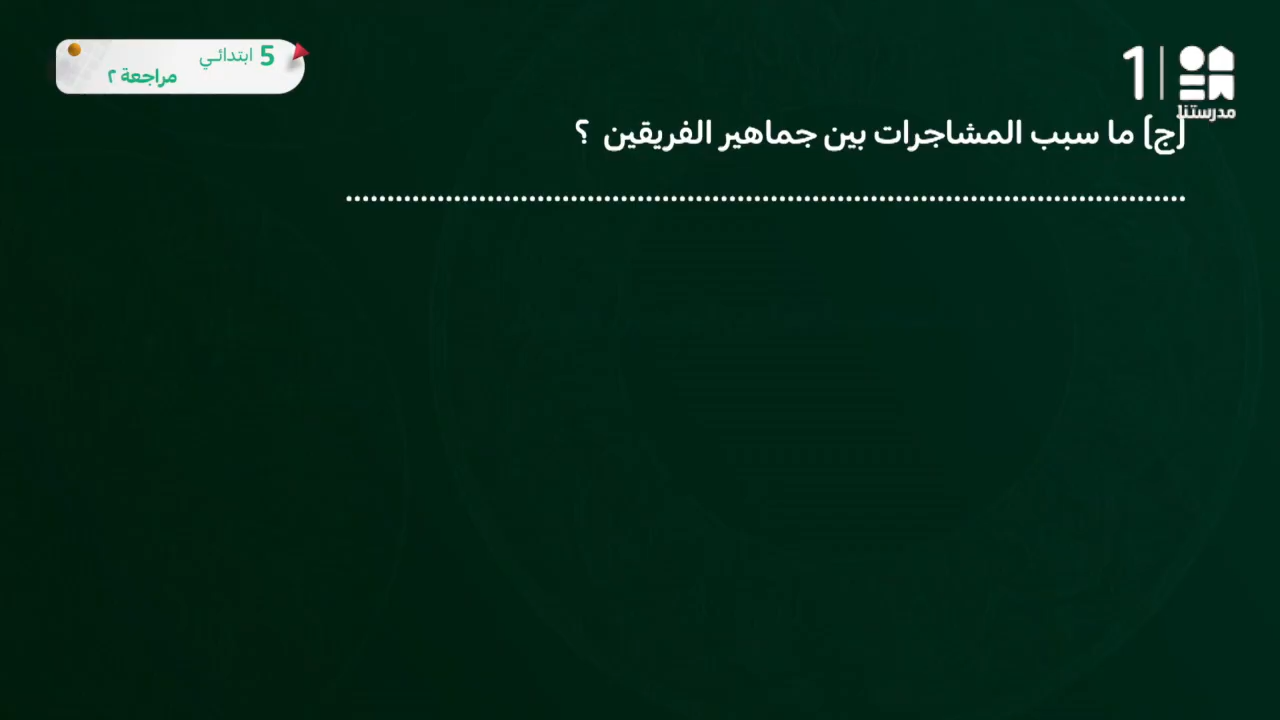 5 ابتدائي
مراجعة ٢
1
مدرستنا
(ج) ما سبب المشاجرات بين جماهير الفريقين ؟
........................................................................................................